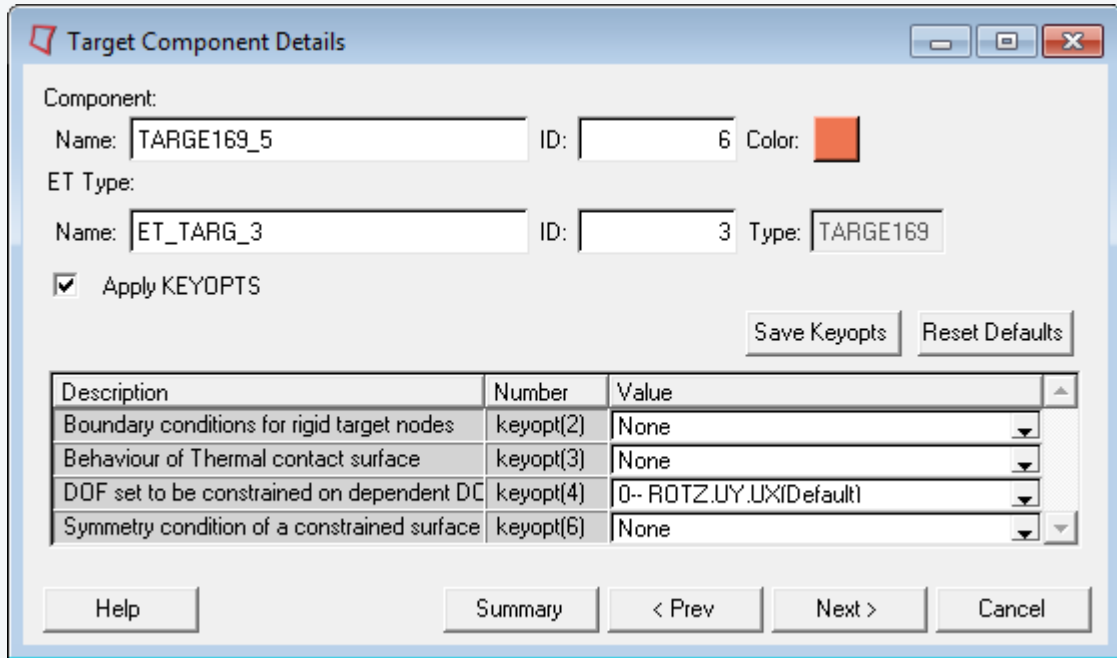 Target Component Details
Component:
Name: TARGE169_5 ID: 6 Color:
ET Type:
Name: ET_TARG_3 ID: 3 Type: TARGE169
Apply KEYOPTS
Save Keyopts Reset Defaults
Description Number Value
Boundary conditions for rigid target nodes keyopt(2) None
Behaviour of Thermal contact surface keyopt(3) None
DOF set to be constrained on dependent DC keyopt(4) 0-- ROTZ,UY,UX(Default)
Symmetry condition of a constrained surface keyopt(6) None
Help Summary < Prev Next > Cancel